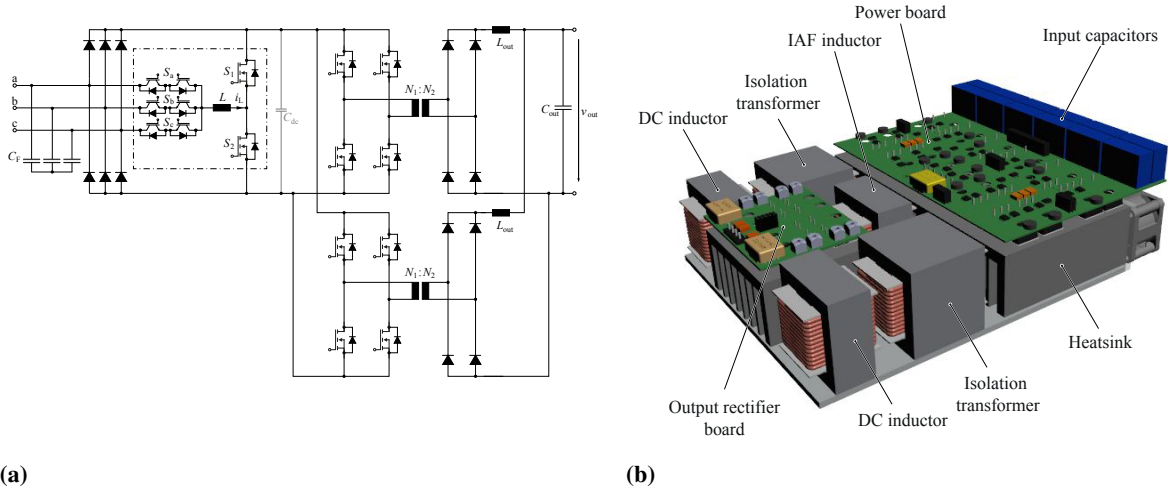 a
b
c
C_F
S_a
S_b
S_c
L
i_L
S_1
S_2
C_dc
N_1:N_2
L_out
C_out
v_out
N_1:N_2
L_out
(a)
Power board
IAF inductor
Isolation
transformer
DC inductor
Input capacitors
Heatsink
Isolation
transformer
DC inductor
Output rectifier
board
(b)